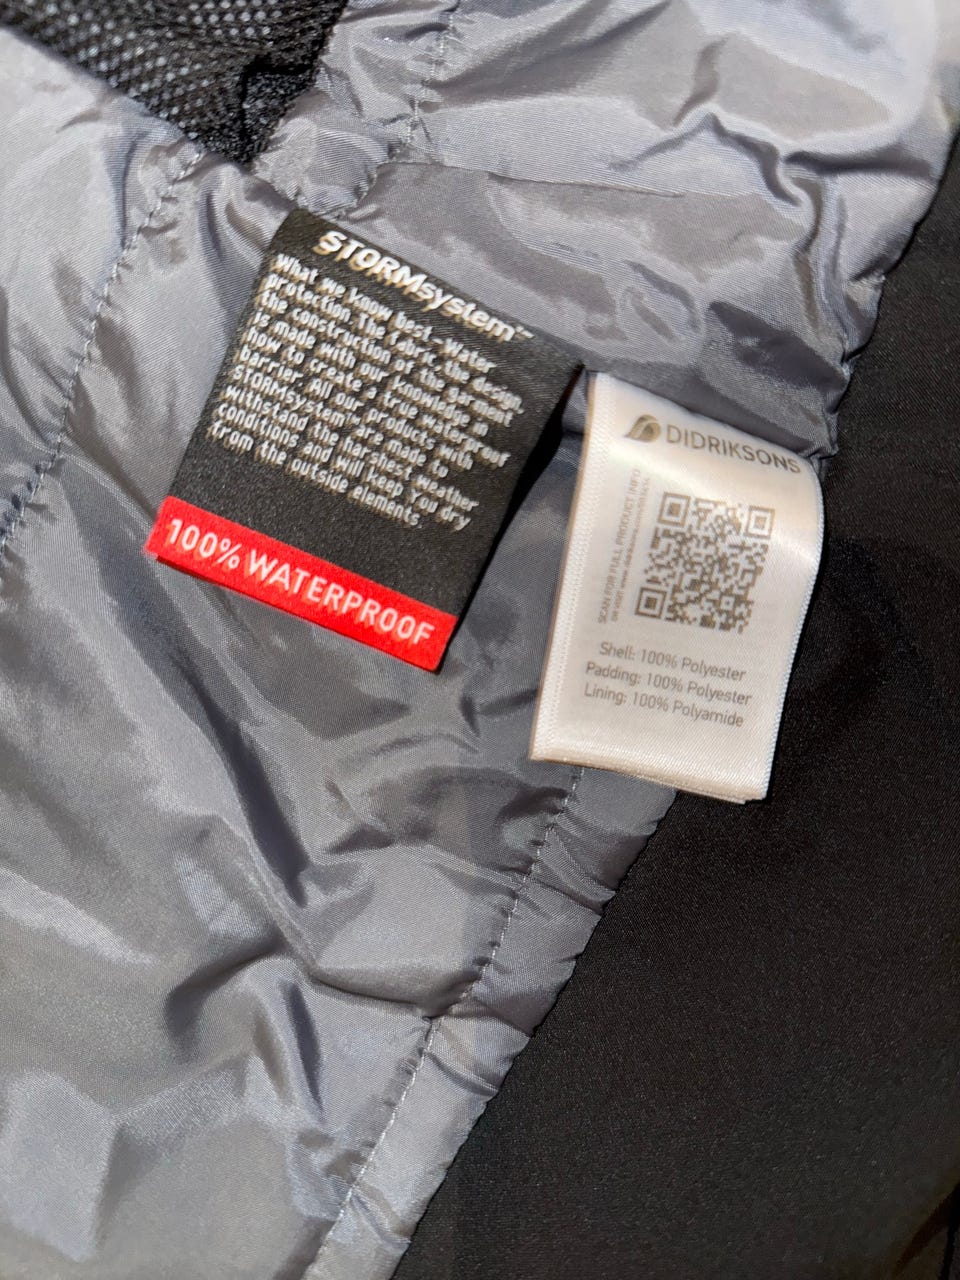 STORMsystem™
What we know best - Water
protection. The fabric, the design,
the construction of the garment
is made with our knowledge in
how to create a true waterproof
barrier. All our products with
STORMsystem™ are made to
withstand the harshest weather
conditions and will keep you dry
from the outside elements.
100% WATERPROOF
DIDRIKSONS
SCAN FOR FULL PRODUCT INFO
Shell: 100% Polyester
Padding: 100% Polyester
Lining: 100% Polyamide